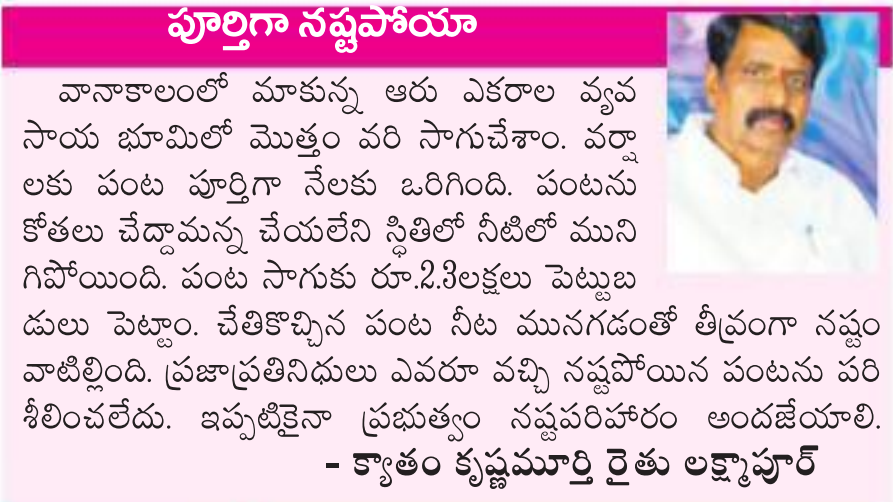 పూర్తిగా నష్టపోయా
వానాకాలంలో మాకున్న ఆరు ఎకరాల వ్యవ
సాయ భూమిలో మొత్తం వరి సాగుచేశాం. వర్షా
లకు పంట పూర్తిగా నేలకు ఒరిగింది. పంటను
కోతలు చేద్దామన్న చేయలేని స్థితిలో నీటిలో ముని
గిపోయింది. పంట సాగుకు రూ.2.3లక్షలు పెట్టుబ
డులు పెట్టాం. చేతికొచ్చిన పంట నీట మునగడంతో తీవ్రంగా నష్టం
వాటిల్లింది. ప్రజాప్రతినిధులు ఎవరూ వచ్చి నష్టపోయిన పంటను పరి
శీలించలేదు. ఇప్పటికైనా ప్రభుత్వం నష్టపరిహారం అందజేయాలి.
- క్యాతం కృష్ణమూర్తి రైతు లక్ష్మాపూర్